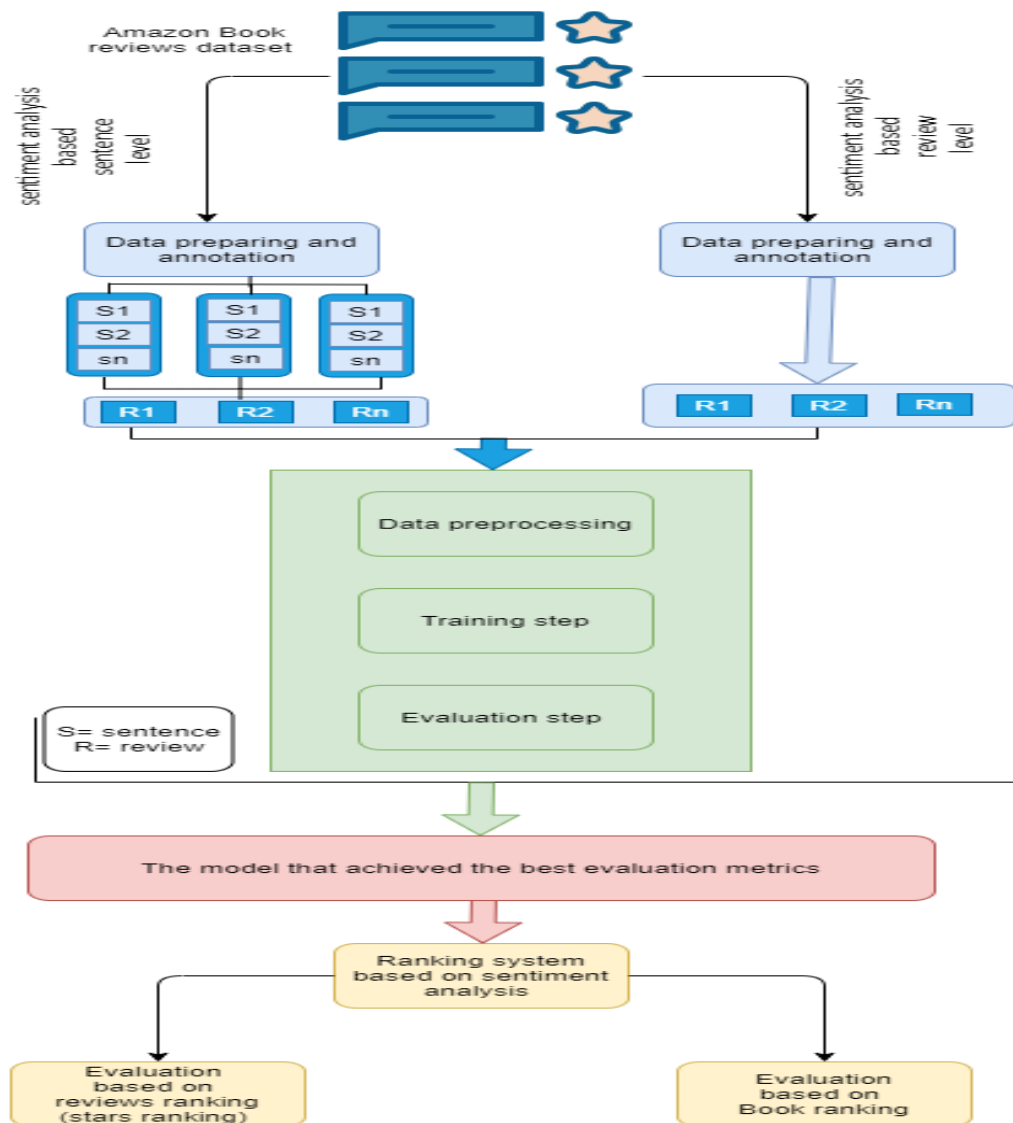 Amazon Book
reviews dataset
sentiment analysis
based
sentence
level
sentiment analysis
based
review
level
Data preparing and
annotation
Data preparing and
annotation
S1
S2
sn
S1
S2
sn
S1
S2
sn
R1
R2
Rn
R1
R2
Rn
Data preprocessing
Training step
Evaluation step
S= sentence
R= review
The model that achieved the best evaluation metrics
Ranking system
based on sentiment
analysis
Evaluation
based on
reviews ranking
(stars ranking)
Evaluation
based on
Book ranking